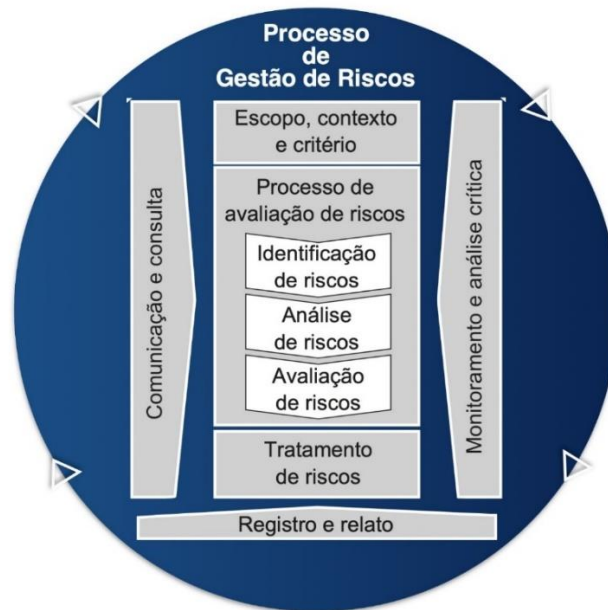 Processo
de
Gestão de Riscos
Escopo, contexto
e critério
Processo de
avaliação de riscos
Identificação
de riscos
Análise
de riscos
Avaliação
de riscos
Tratamento
de riscos
Comunicação e consulta
Monitoramento e análise crítica
Registro e relato